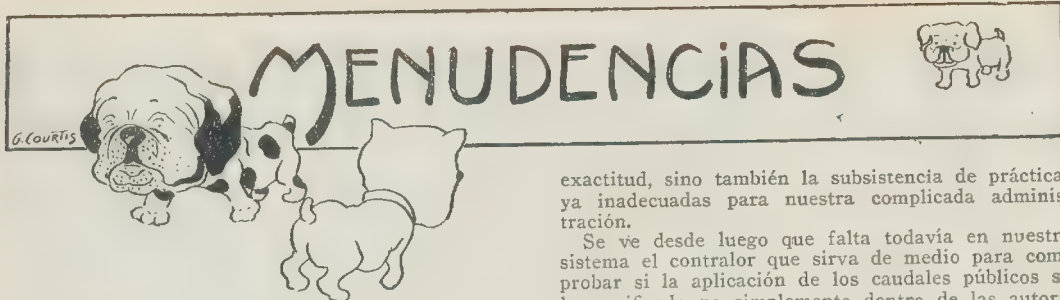 MENUDENCiAS
G. COURTIS
exactitud, sino también la subsistencia de práctica
ya inadecuadas para nuestra complicada adminis
tración.
Se ve desde luego que falta todavía en nuestr
sistema el contralor que sirva de medio para com
probar si la aplicación de los caudales públicos s